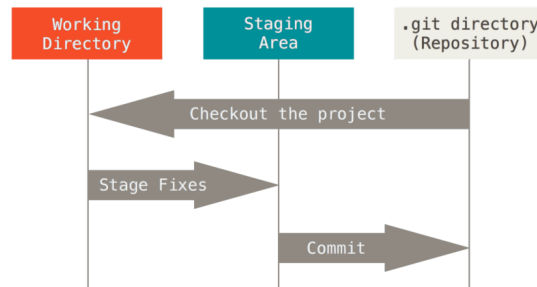 Working
Directory
Staging
Area
.git directory
(Repository)
Checkout the project
Stage Fixes
Commit